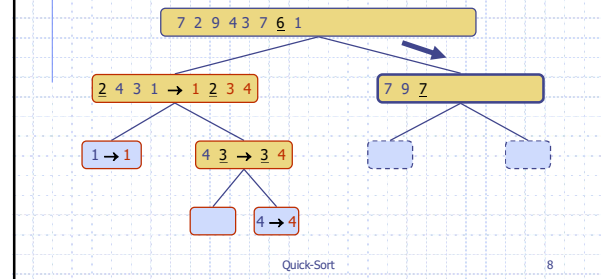 7 2 9 4 3 7 6 1
2 4 3 1 → 1 2 3 4
7 9 7
1 → 1
4 3 → 3 4
4 → 4
Quick-Sort
8